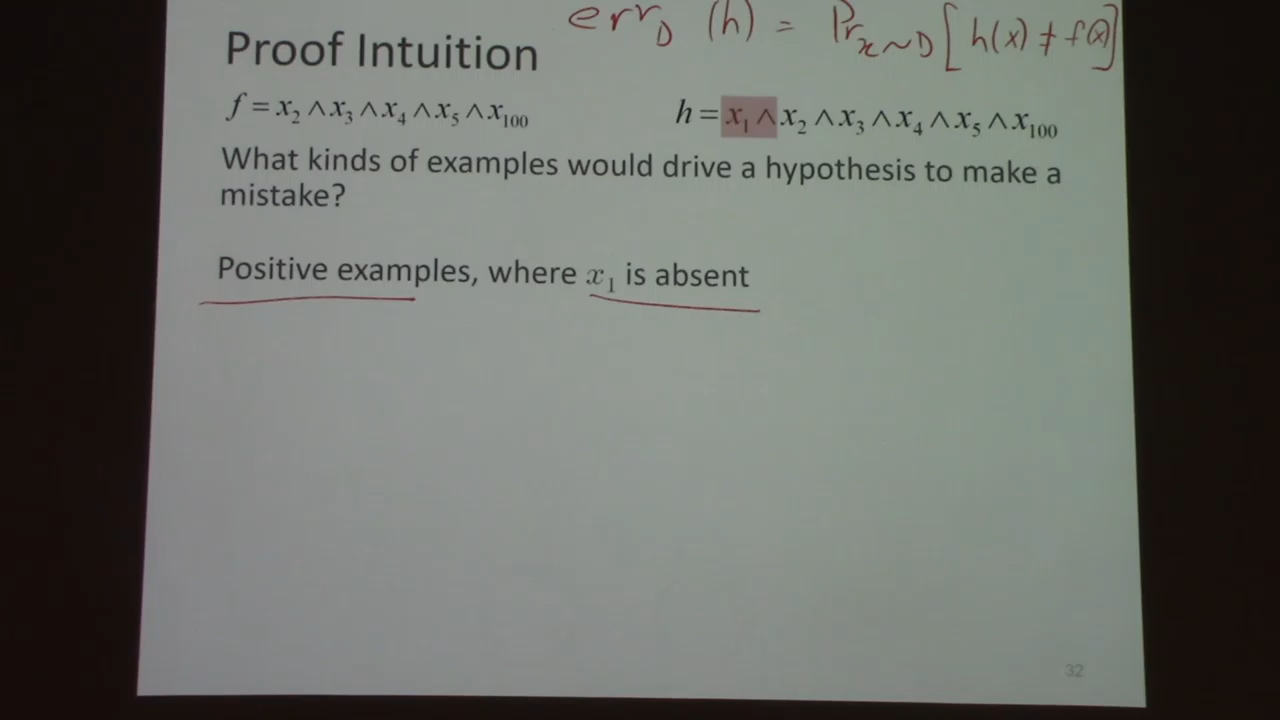 err_D (h) = Pr_{x~D} [h(x) ≠ f(x)]
Proof Intuition
f = x₂ ∧ x₃ ∧ x₄ ∧ x₅ ∧ x₁₀₀
h = x₁ ∧ x₂ ∧ x₃ ∧ x₄ ∧ x₅ ∧ x₁₀₀
What kinds of examples would drive a hypothesis to make a
mistake?
Positive examples, where x₁ is absent
32